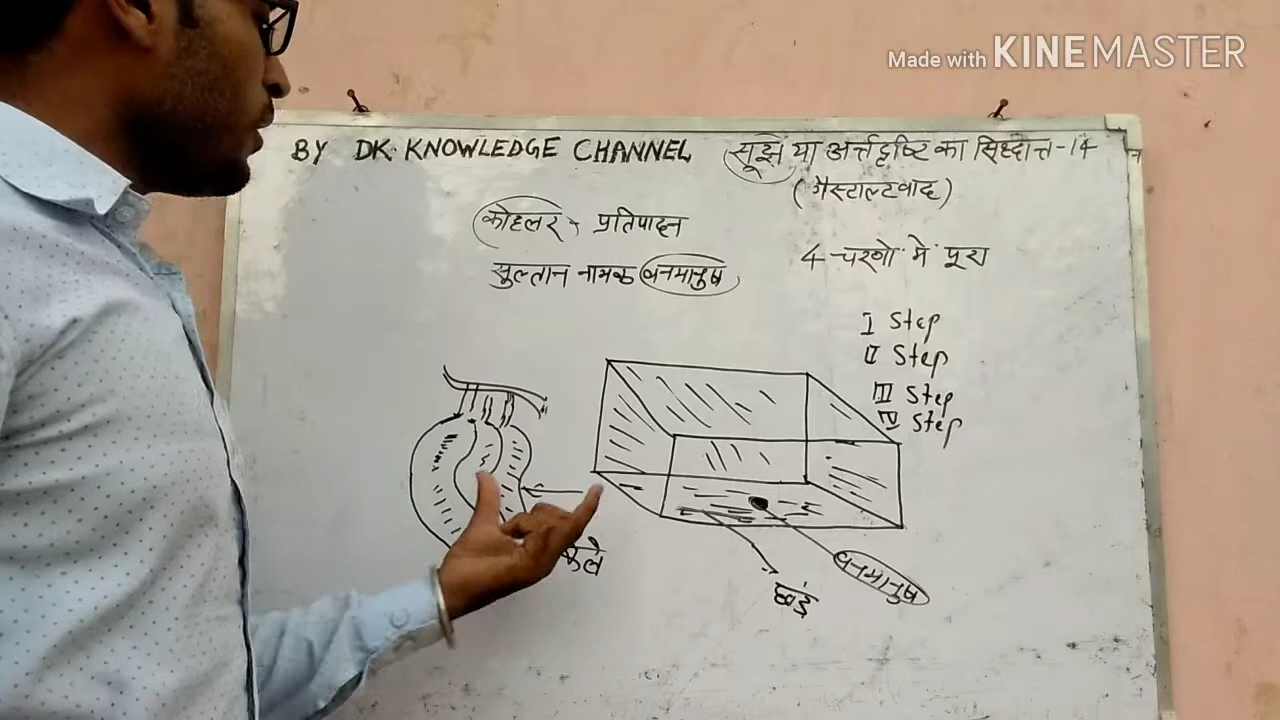 Made with KINEMASTER
BY DK. KNOWLEDGE CHANNEL
सूझ या अर्न्तदृष्टि का सिध्दान्त-14
(गैस्टाल्टवाद)
कोहलर, प्रतिपादन
सुल्तान नामक वनमानुष
4 चरणो में पूरा
I Step
II Step
III Step
IV Step
केले
वनमानुष
छड़